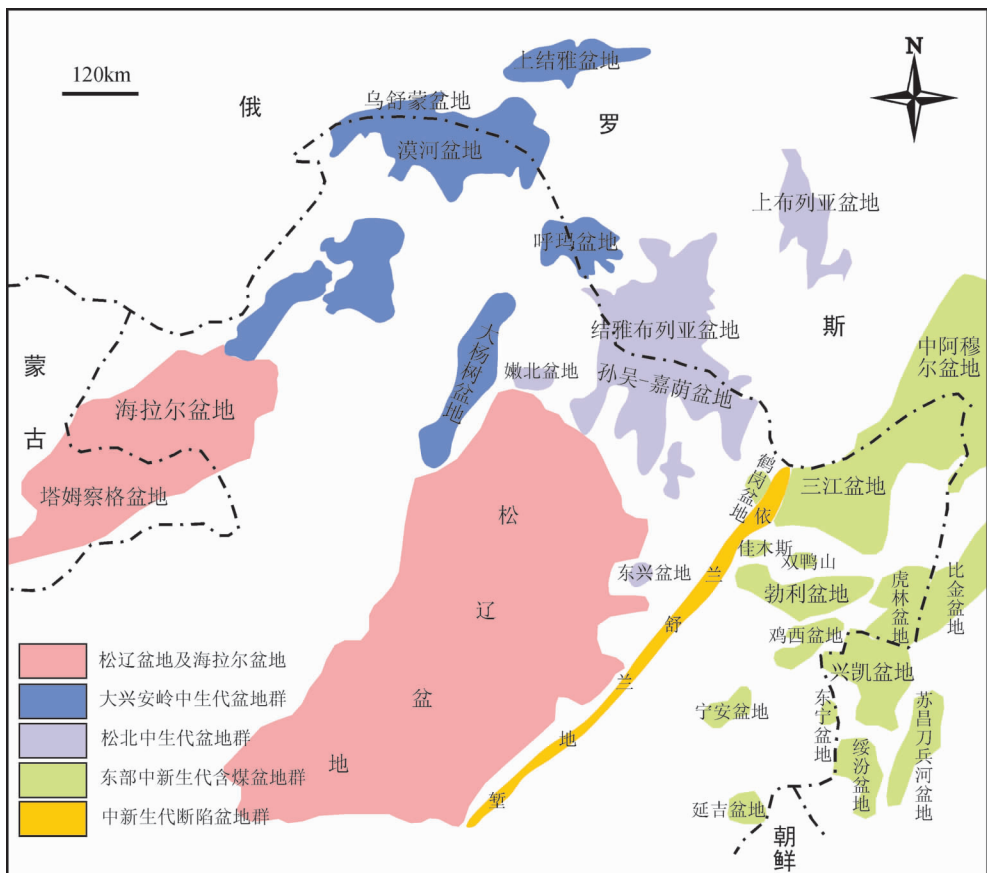 上结雅盆地
N
120km
俄
乌舒蒙盆地
罗
漠河盆地
上布列亚盆地
呼玛盆地
斯
结雅布列亚盆地
中阿穆
尔盆地
蒙
古
大杨树盆地
嫩北盆地
孙吴-嘉荫盆地
海拉尔盆地
塔姆察格盆地
鹤岗盆地
三江盆地
松辽盆地
依兰舒兰地堑
佳木斯
双鸭山
东兴盆地
勃利盆地
虎林盆地
比金盆地
鸡西盆地
兴凯盆地
宁安盆地
东宁盆地
绥汾盆地
苏昌刀兵河盆地
延吉盆地
朝鲜
松辽盆地及海拉尔盆地
大兴安岭中生代盆地群
松北中生代盆地群
东部中新生代含煤盆地群
中新生代断陷盆地群